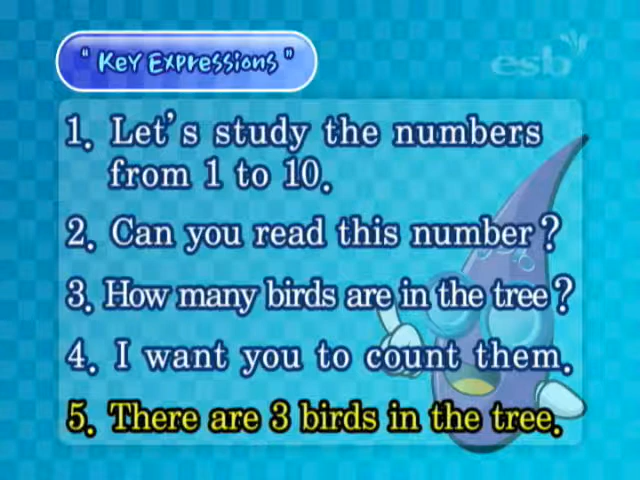 " Key Expressions "
esb
1. Let's study the numbers
from 1 to 10.
2. Can you read this number?
3. How many birds are in the tree?
4. I want you to count them.
5. There are 3 birds in the tree.